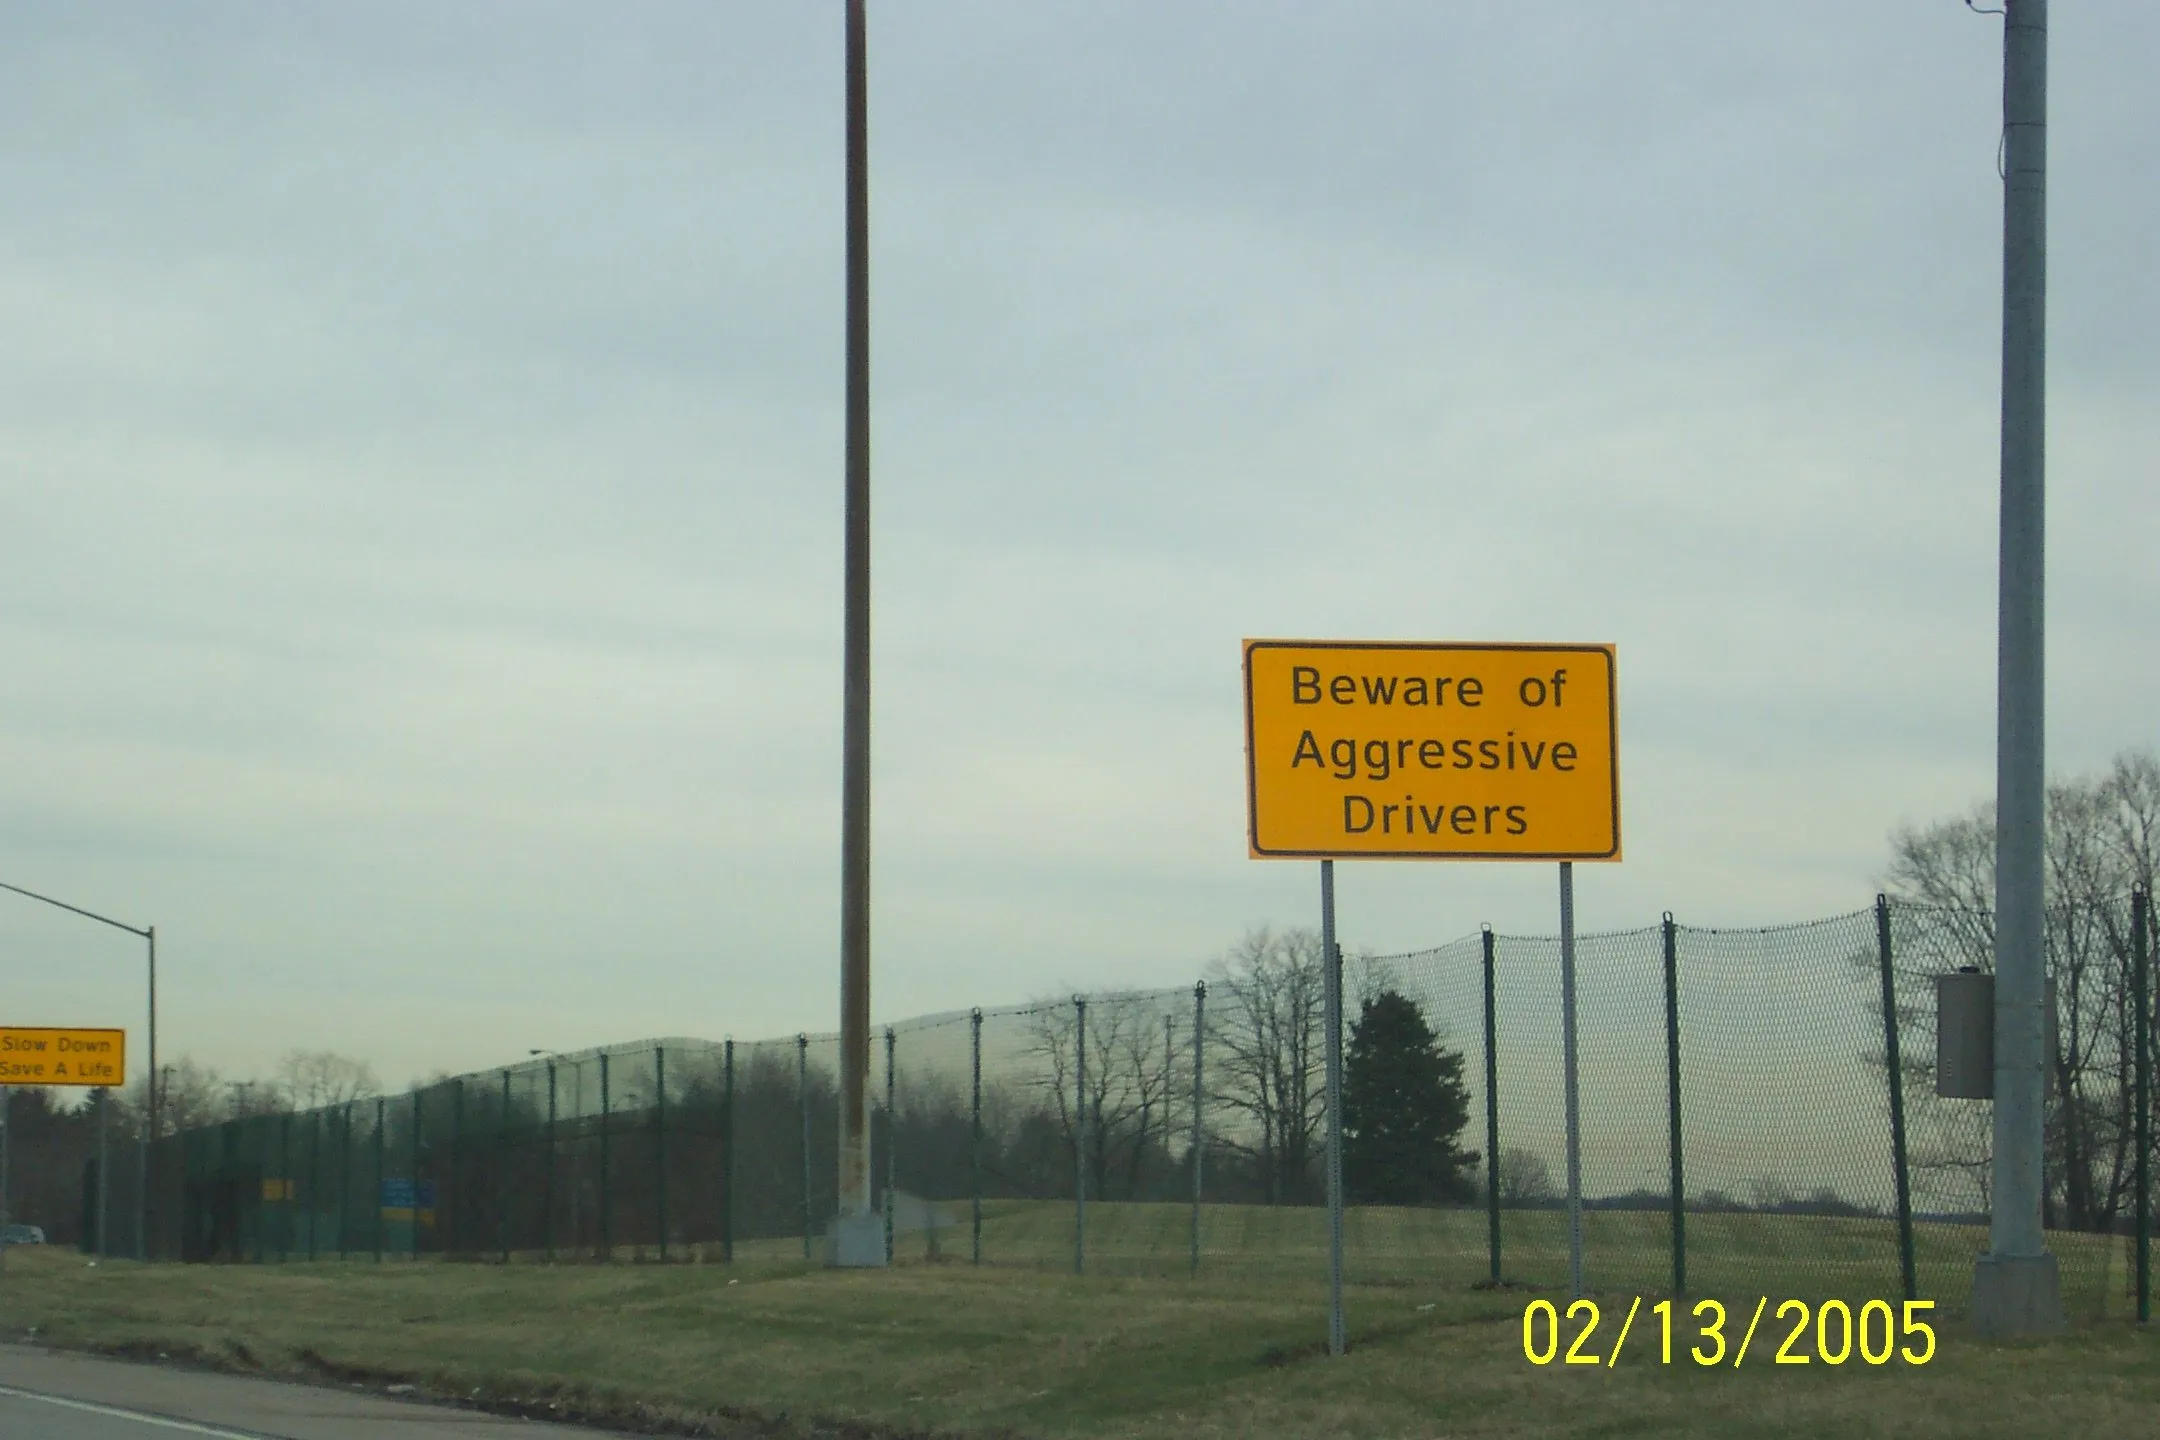 Beware of
Aggressive
Drivers
Slow Down
Save A Life
02/13/2005